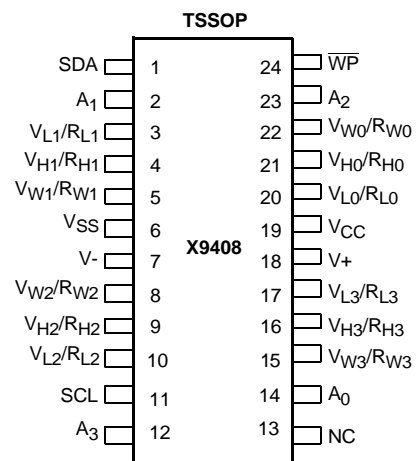 TSSOP
SDA 1 24 W̅P̅
A1 2 23 A2
VL1/RL1 3 22 VW0/RW0
VH1/RH1 4 21 VH0/RH0
VW1/RW1 5 20 VL0/RL0
VSS 6 19 VCC
X9408
V- 7 18 V+
VW2/RW2 8 17 VL3/RL3
VH2/RH2 9 16 VH3/RH3
VL2/RL2 10 15 VW3/RW3
SCL 11 14 A0
A3 12 13 NC